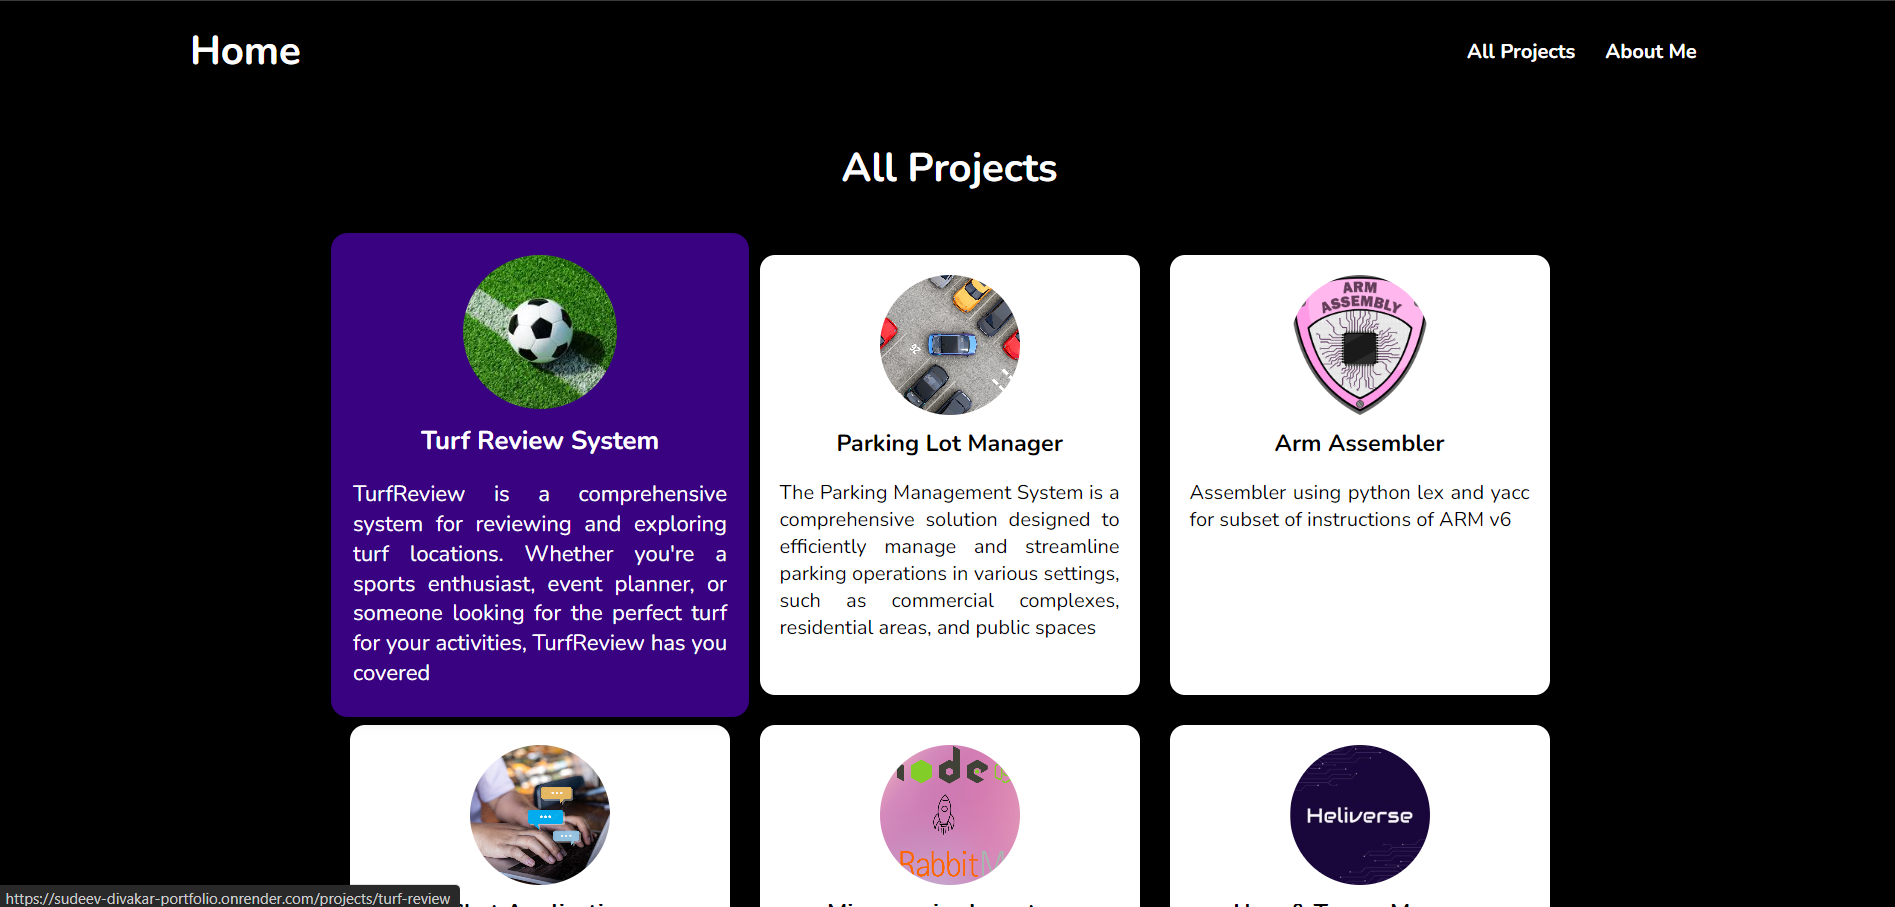 Home
All Projects
About Me
All Projects
ARM
ASSEMBLY
Turf Review System
TurfReview is a comprehensive
system for reviewing and exploring
turf locations. Whether you're a
sports enthusiast, event planner, or
someone looking for the perfect turf
for your activities, TurfReview has you
covered
Parking Lot Manager
The Parking Management System is a
comprehensive solution designed to
efficiently manage and streamline
parking operations in various settings,
such as commercial complexes,
residential areas, and public spaces
Arm Assembler
Assembler using python lex and yacc
for subset of instructions of ARM v6
node
RabbitM
Heliverse
https://sudeev-divakar-portfolio.onrender.com/projects/turf-review